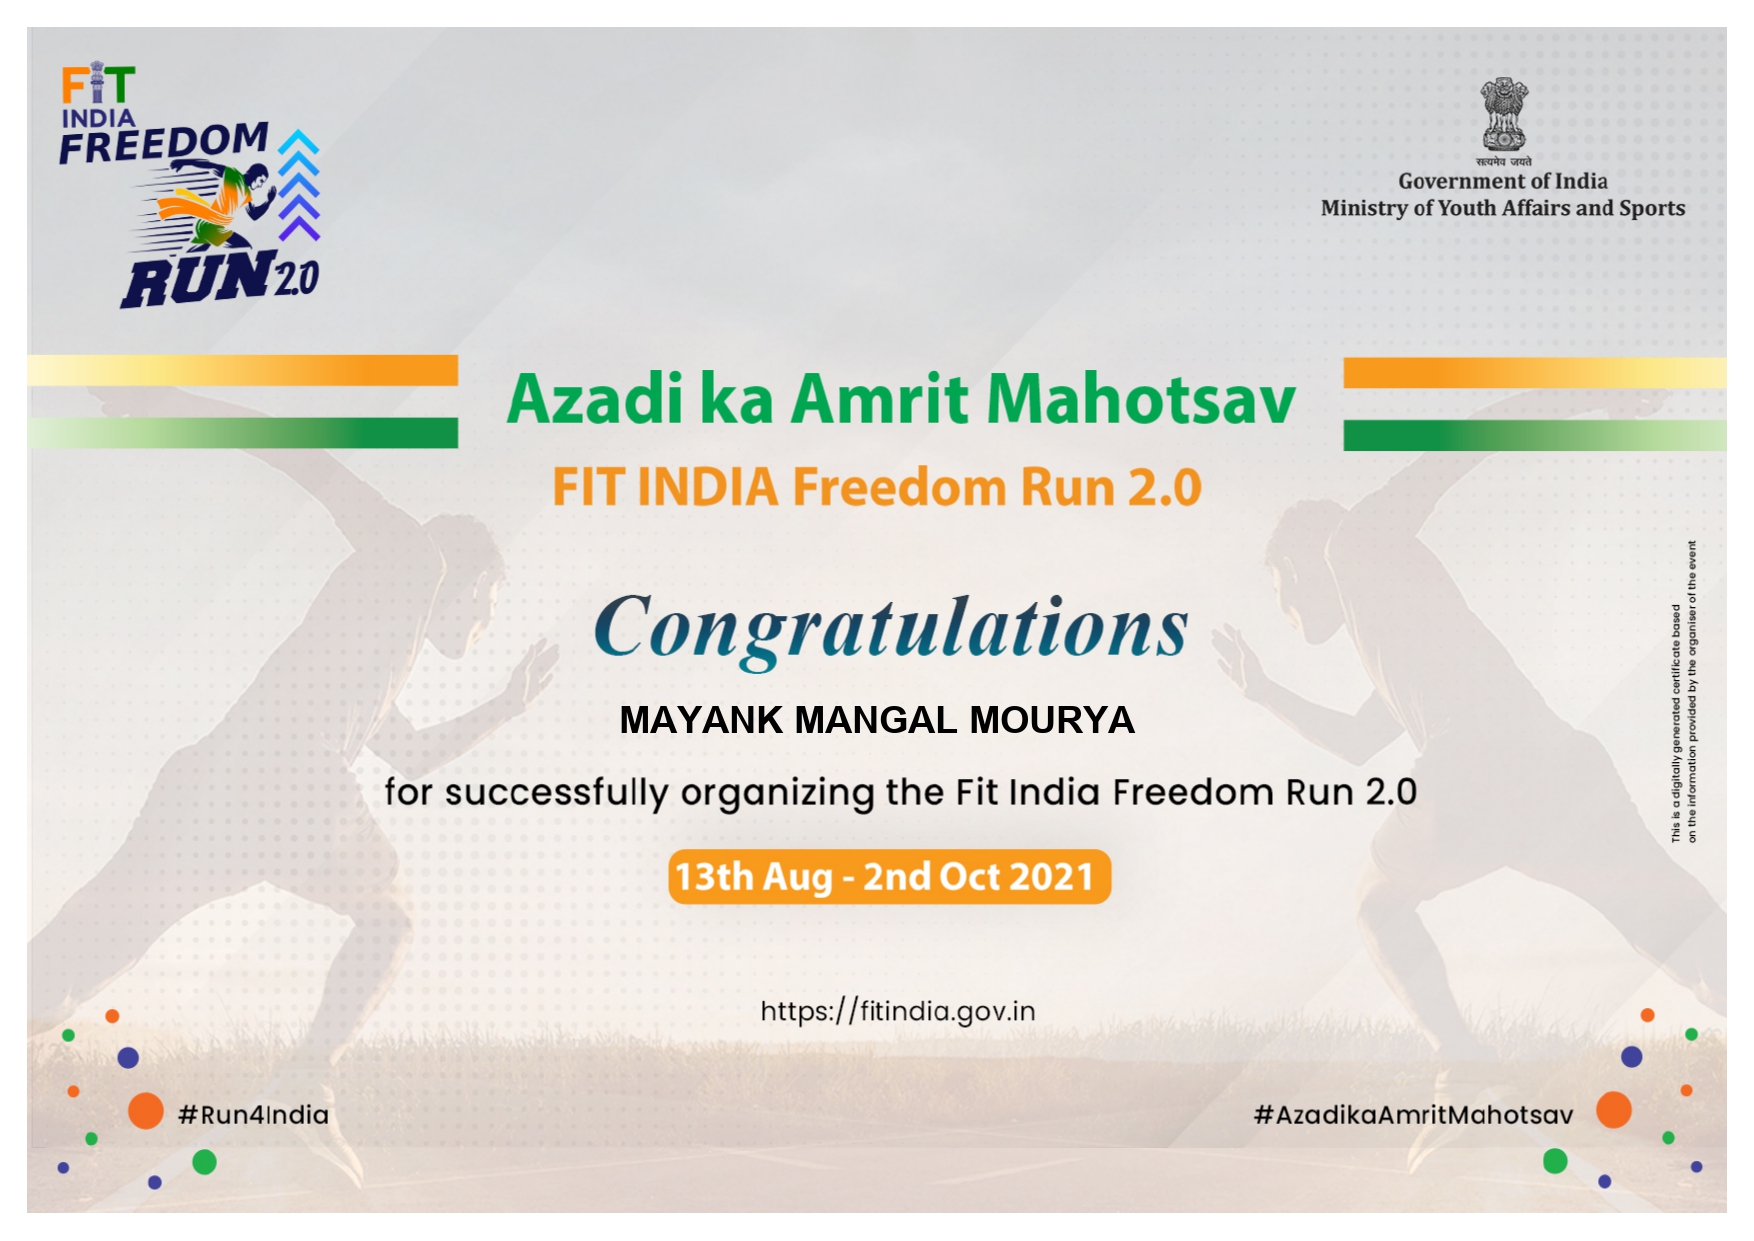 FIT
INDIA
FREEDOM
RUN 2.0
सत्यमेव जयते
Government of India
Ministry of Youth Affairs and Sports
Azadi ka Amrit Mahotsav
FIT INDIA Freedom Run 2.0
Congratulations
MAYANK MANGAL MOURYA
for successfully organizing the Fit India Freedom Run 2.0
13th Aug - 2nd Oct 2021
https://fitindia.gov.in
#Run4India
#AzadikaAmritMahotsav
This is a digitally generated certificate based
on the information provided by the organiser of the event